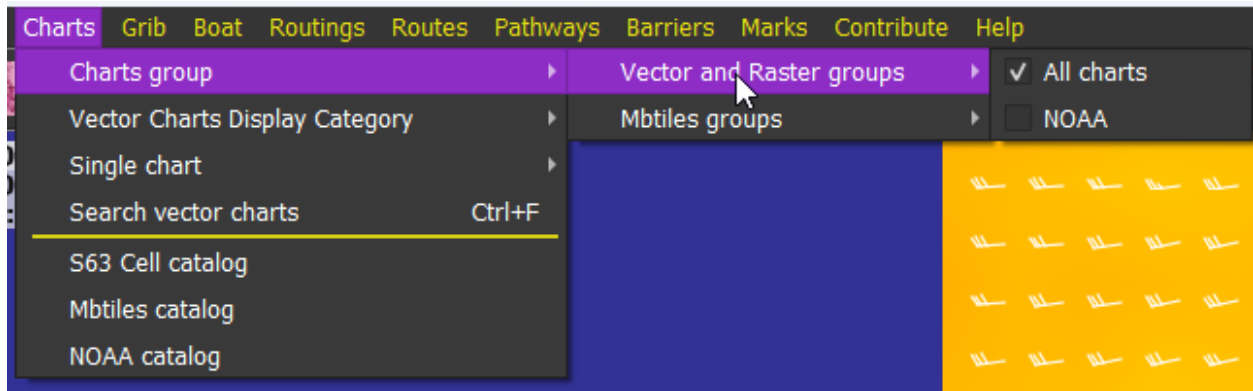 Charts Grib Boat Routings Routes Pathways Barriers Marks Contribute Help
Charts group
Vector Charts Display Category
Single chart
Search vector charts Ctrl+F
S63 Cell catalog
Mbtiles catalog
NOAA catalog
Vector and Raster groups
Mbtiles groups
All charts
NOAA